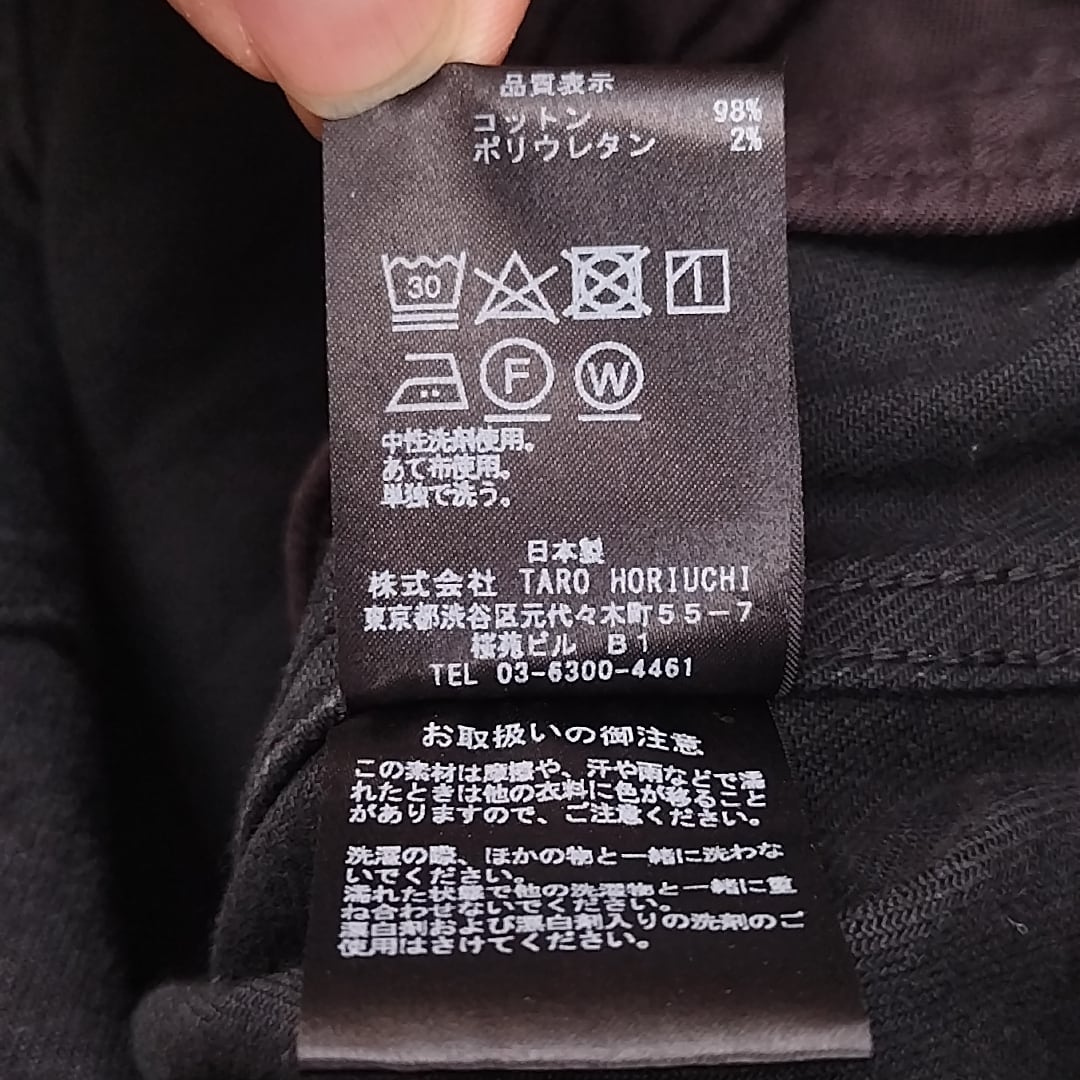 品質表示
コットン 98%
ポリウレタン 2%
30
F W
中性洗剤使用。
あて布使用。
単独で洗う。
日本製
株式会社 TARO HORIUCHI
東京都渋谷区元代々木町55-7
桜苑ビル B1
TEL 03-6300-4461
お取扱いの御注意
この素材は摩擦や、汗や雨などで濡
れたときは他の衣料に色が移ること
がありますので、ご注意ください。
洗濯の際、ほかの物と一緒に洗わな
いでください。
濡れた状態で他の洗濯物と一緒に重
ね合わせないでください。
漂白剤および漂白剤入りの洗剤のご
使用はさけてください。